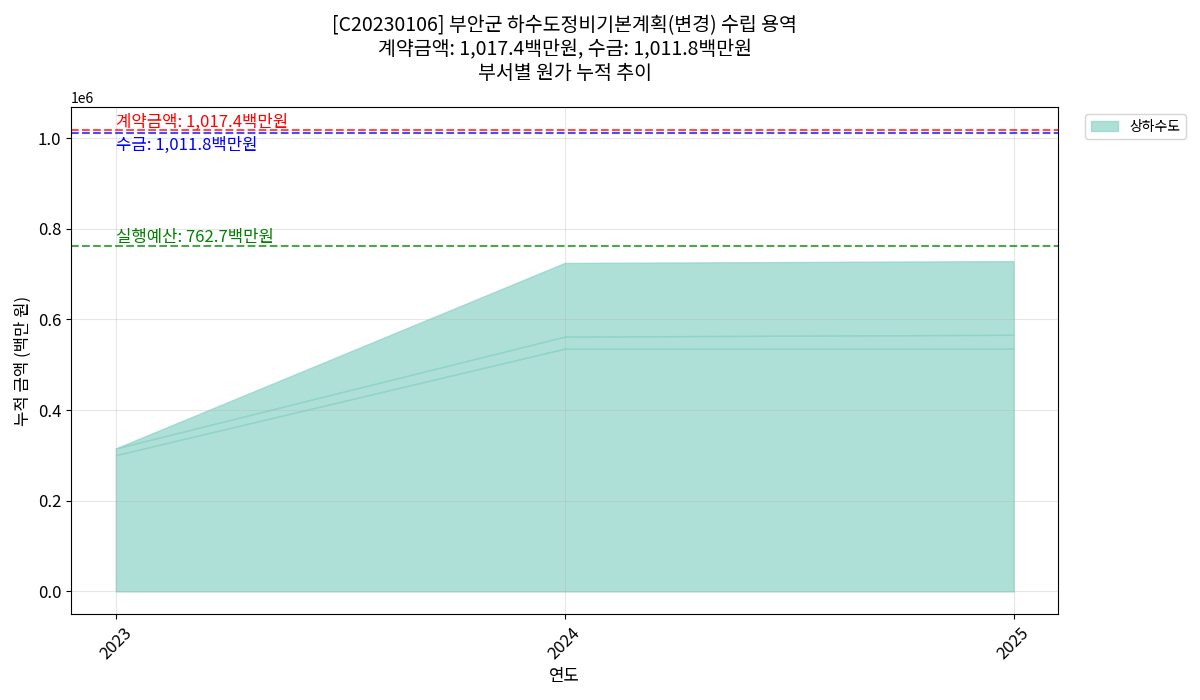 [C20230106] 부안군 하수도정비기본계획(변경) 수립 용역
계약금액: 1,017.4백만원, 수금: 1,011.8백만원
부서별 원가 누적 추이
1e6
계약금액: 1,017.4백만원
수금: 1,011.8백만원
실행예산: 762.7백만원
상하수도
1.0
0.8
0.6
0.4
0.2
0.0
누적 금액 (백만 원)
2023
2024
2025
연도